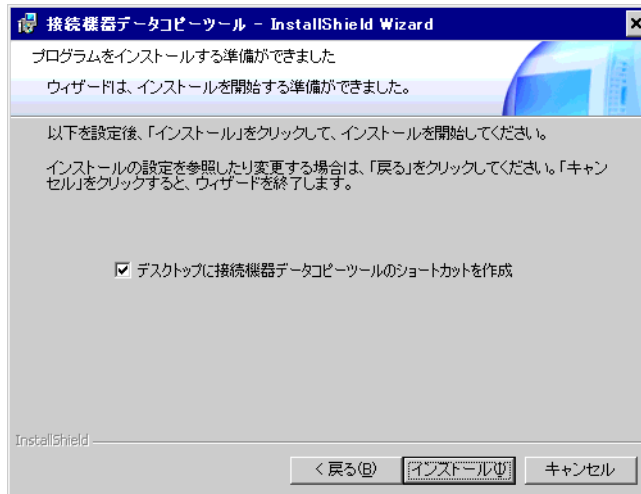 接続機器データコピーツール - InstallShield Wizard
プログラムをインストールする準備ができました
ウィザードは、インストールを開始する準備ができました。
以下を設定後、「インストール」をクリックして、インストールを開始してください。
インストールの設定を参照したり変更する場合は、「戻る」をクリックしてください。「キャン
セル」をクリックすると、ウィザードを終了します。
デスクトップに接続機器データコピーツールのショートカットを作成
InstallShield
< 戻る(B)
インストール(I)
キャンセル